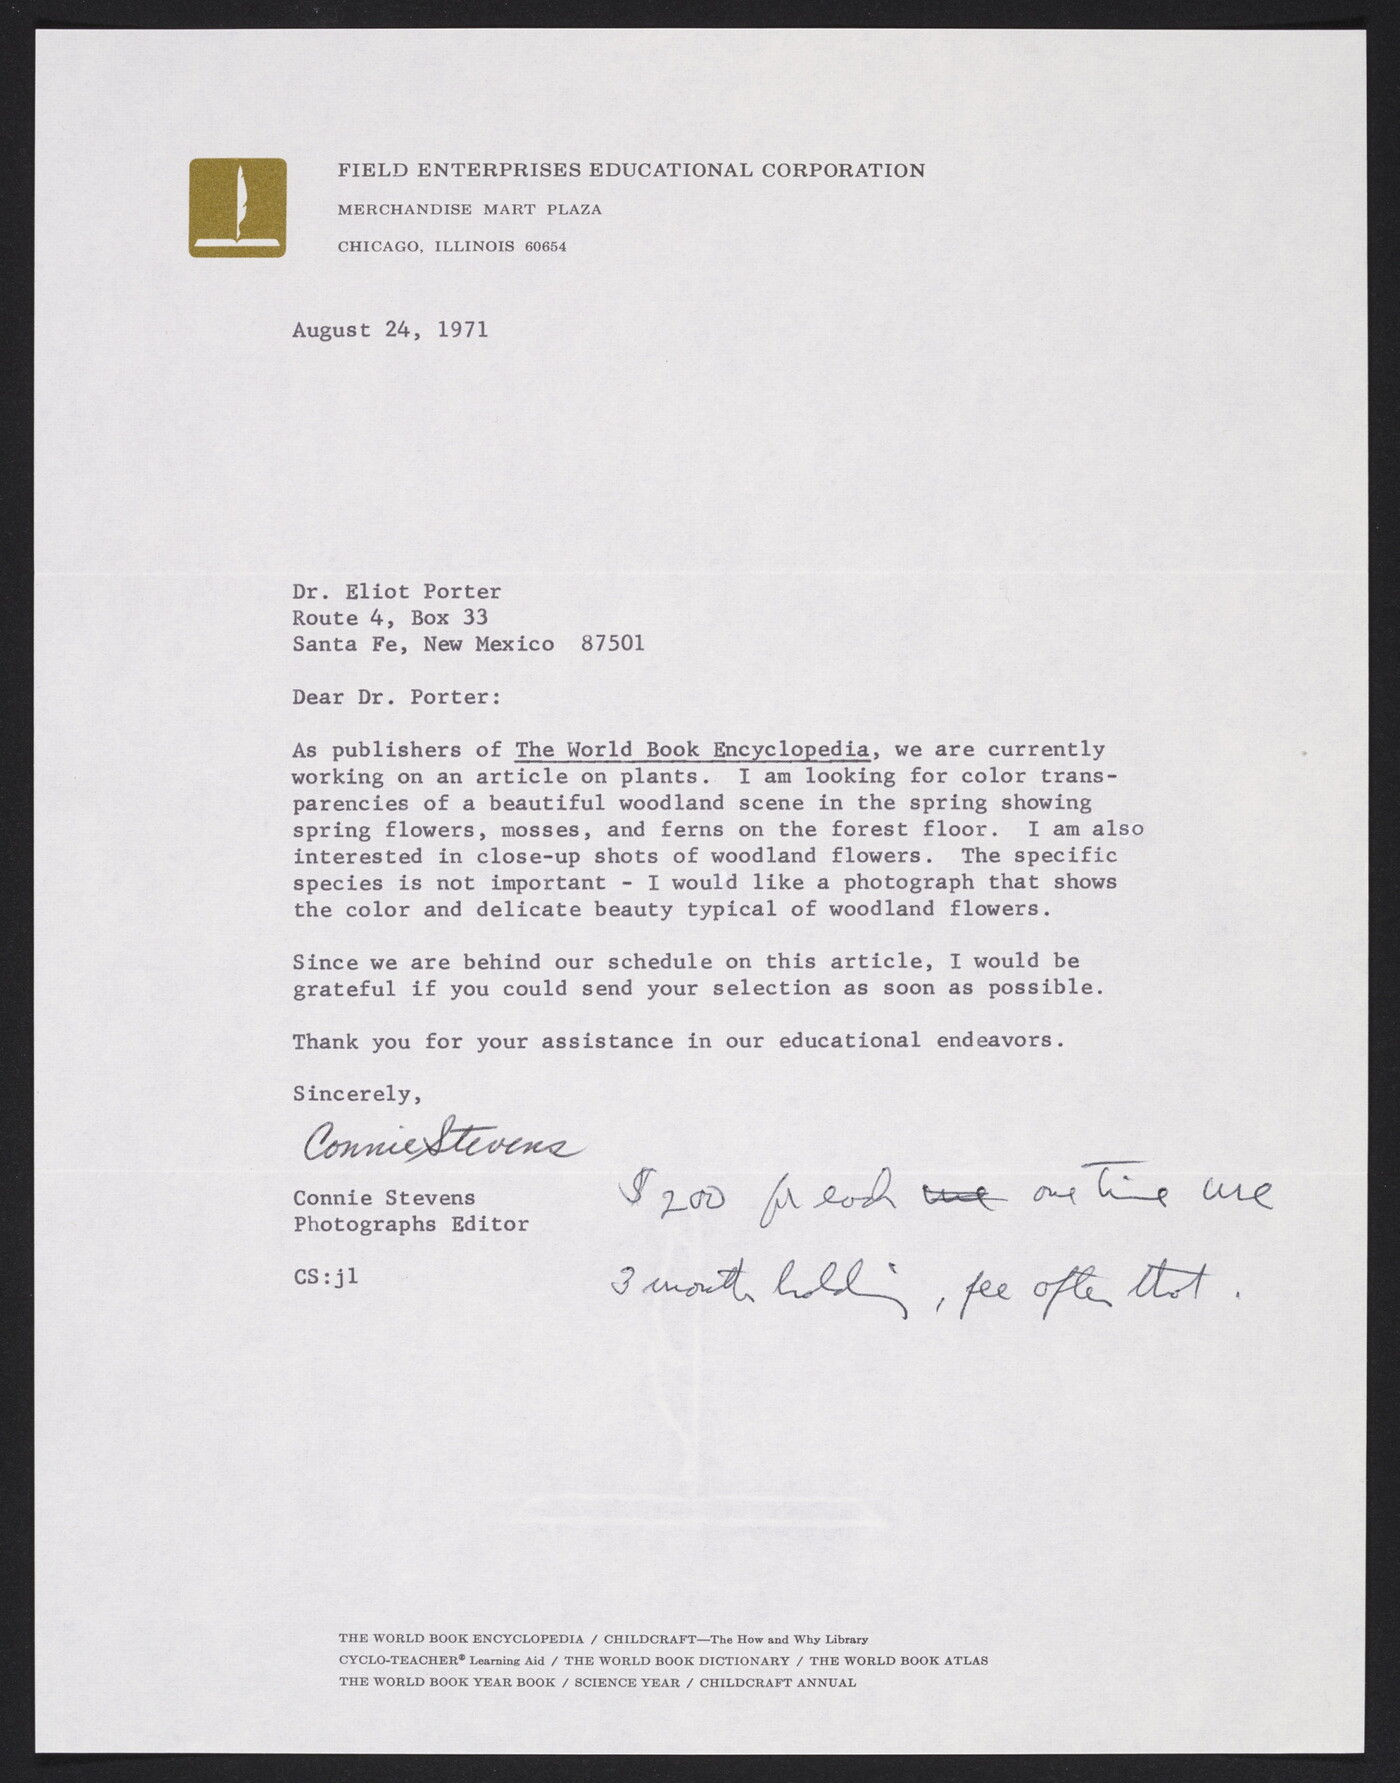 FIELD ENTERPRISES EDUCATIONAL CORPORATION
MERCHANDISE MART PLAZA
CHICAGO, ILLINOIS 60654
August 24, 1971
Dr. Eliot Porter
Route 4, Box 33
Santa Fe, New Mexico  87501
Dear Dr. Porter:
As publishers of The World Book Encyclopedia, we are currently
working on an article on plants.  I am looking for color trans-
parencies of a beautiful woodland scene in the spring showing
spring flowers, mosses, and ferns on the forest floor.  I am also
interested in close-up shots of woodland flowers.  The specific
species is not important - I would like a photograph that shows
the color and delicate beauty typical of woodland flowers.
Since we are behind our schedule on this article, I would be
grateful if you could send your selection as soon as possible.
Thank you for your assistance in our educational endeavors.
Sincerely,
Connie Stevens
Connie Stevens
Photographs Editor
$200 for each use one time use
CS:jl
3 month holding, fee after that.
THE WORLD BOOK ENCYCLOPEDIA / CHILDCRAFT—The How and Why Library
CYCLO-TEACHER® Learning Aid / THE WORLD BOOK DICTIONARY / THE WORLD BOOK ATLAS
THE WORLD BOOK YEAR BOOK / SCIENCE YEAR / CHILDCRAFT ANNUAL